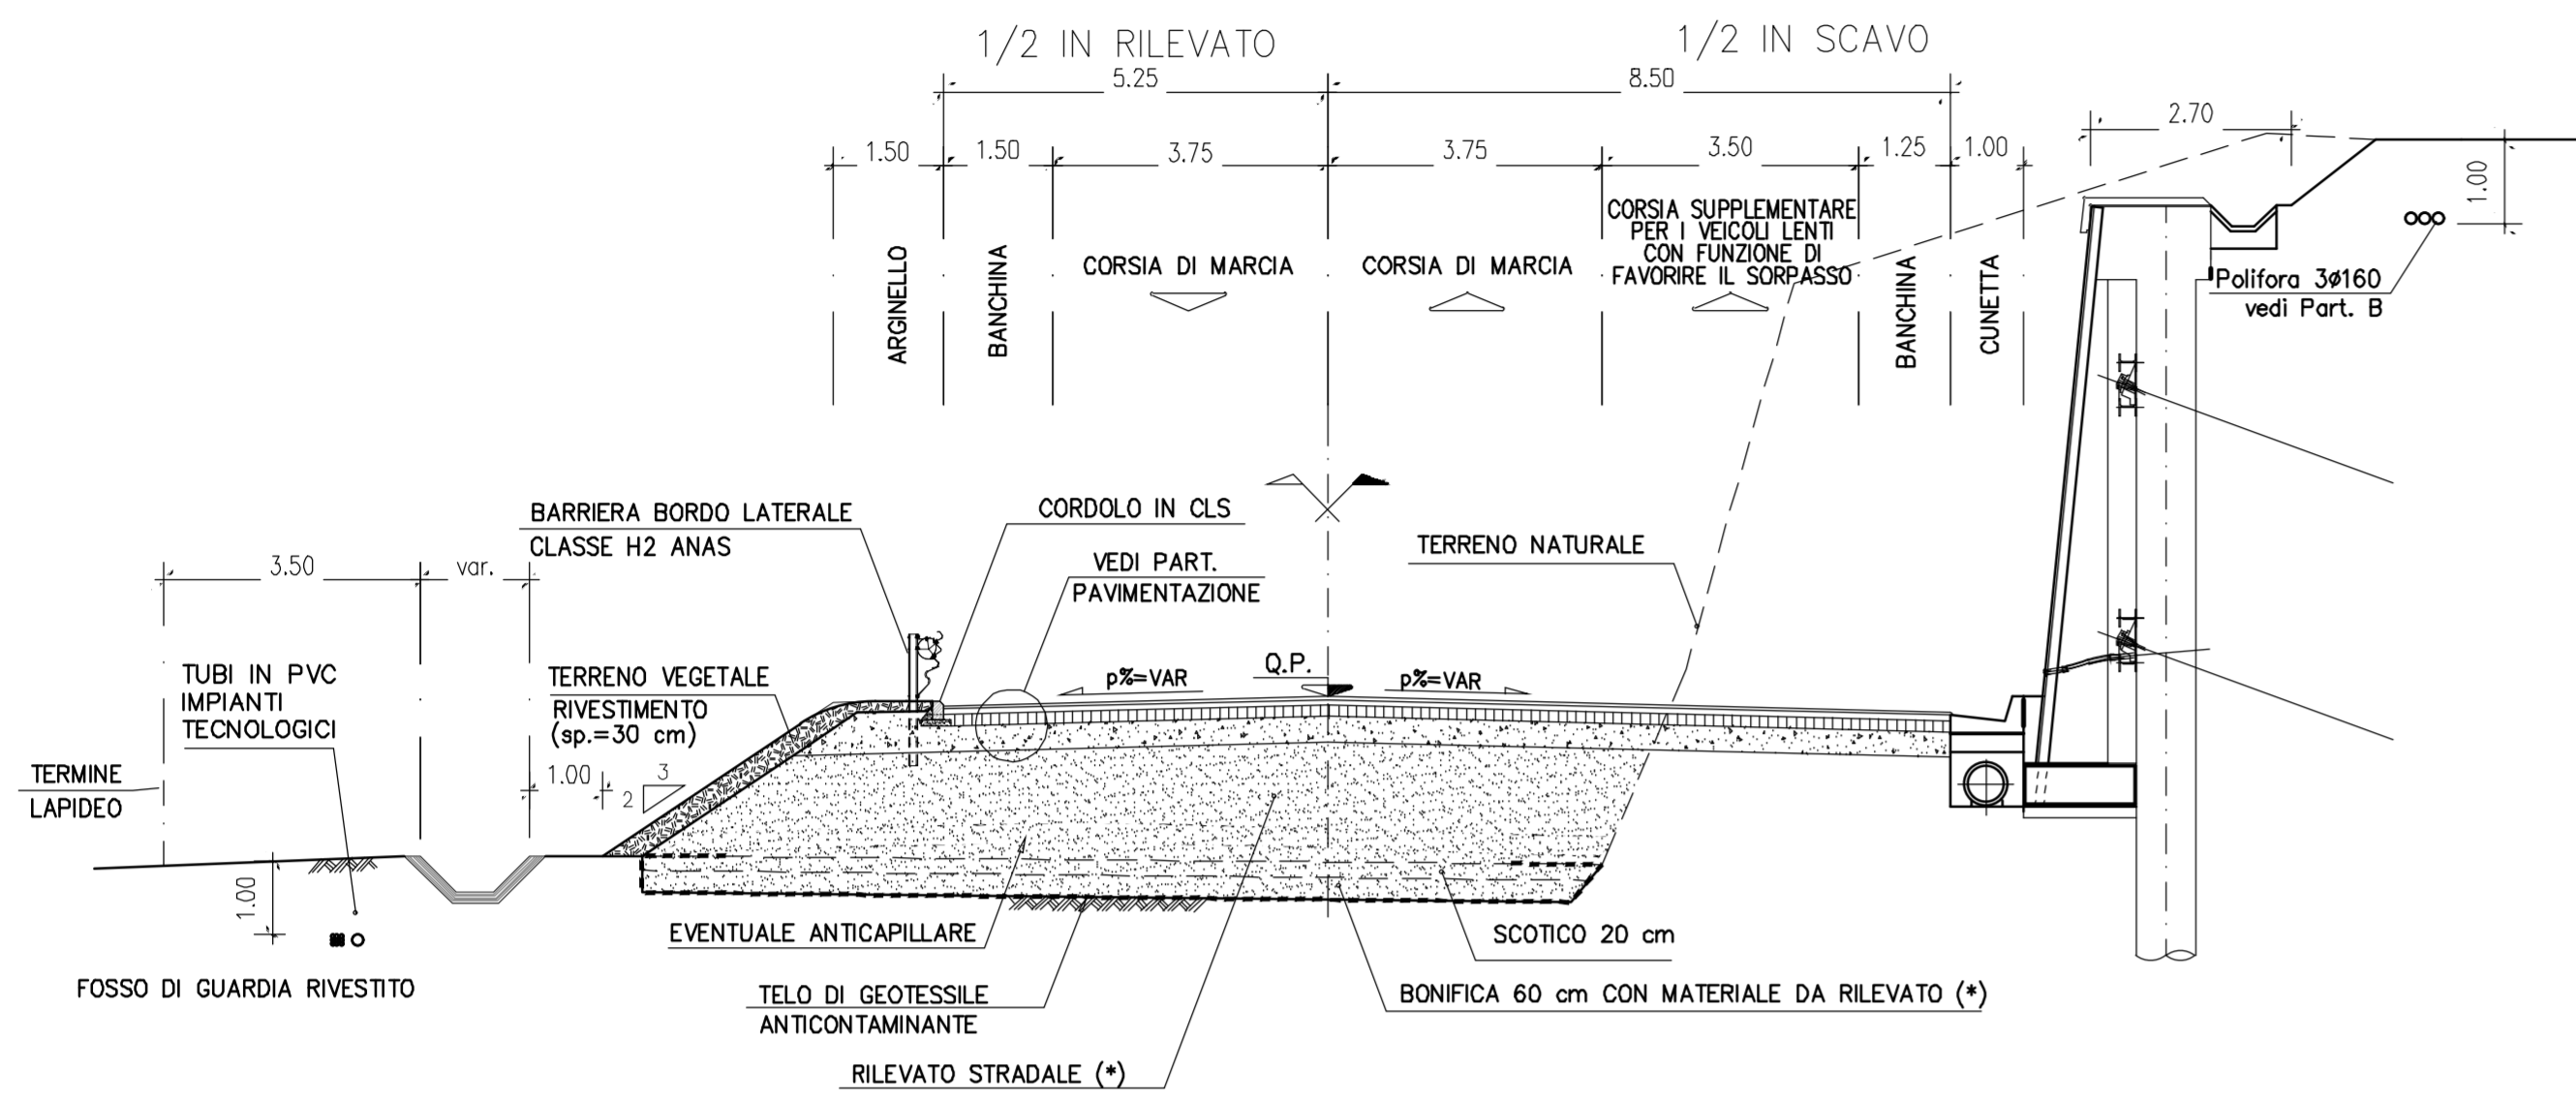 1/2 IN RILEVATO
1/2 IN SCAVO
5.25
8.50
2.70
1.50
1.50
3.75
3.75
3.50
1.25
1.00
1.00
ARGINELLO
BANCHINA
CORSIA DI MARCIA
CORSIA DI MARCIA
CORSIA SUPPLEMENTARE
PER I VEICOLI LENTI
CON FUNZIONE DI
FAVORIRE IL SORPASSO
BANCHINA
CUNETTA
Polifora 3ø160
vedi Part. B
BARRIERA BORDO LATERALE
CLASSE H2 ANAS
CORDOLO IN CLS
VEDI PART.
PAVIMENTAZIONE
TERRENO NATURALE
3.50
var.
TUBI IN PVC
IMPIANTI
TECNOLOGICI
TERRENO VEGETALE
RIVESTIMENTO
(sp.=30 cm)
p%=VAR
Q.P.
p%=VAR
TERMINE
LAPIDEO
1.00
3
2
1.00
EVENTUALE ANTICAPILLARE
SCOTICO 20 cm
FOSSO DI GUARDIA RIVESTITO
TELO DI GEOTESSILE
ANTICONTAMINANTE
BONIFICA 60 cm CON MATERIALE DA RILEVATO (*)
RILEVATO STRADALE (*)